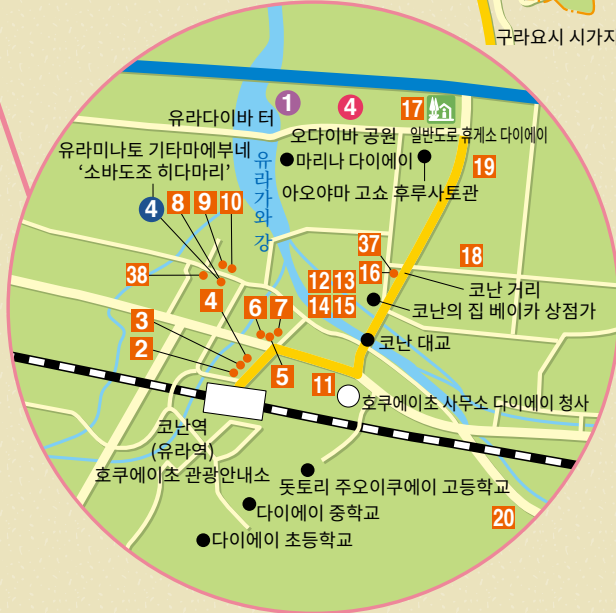 구라요시 시가지
1
4
17
유라다이바 터
오다이바 공원
일반도로 휴게소 다이에이
유라미나토 기타마에부네
'소바도조 히다마리'
마리나 다이에이
아오야마 고쇼 후루사토관
19
유라가와 강
4
8
9
10
38
37
18
12
13
16
코난 거리
14
15
코난의 집 베이카 상점가
4
6
7
3
2
5
코난 대교
11
호쿠에이초 사무소 다이에이 청사
코난역
(유라역)
호쿠에이초 관광안내소
돗토리 주오이쿠에이 고등학교
다이에이 중학교
20
다이에이 초등학교